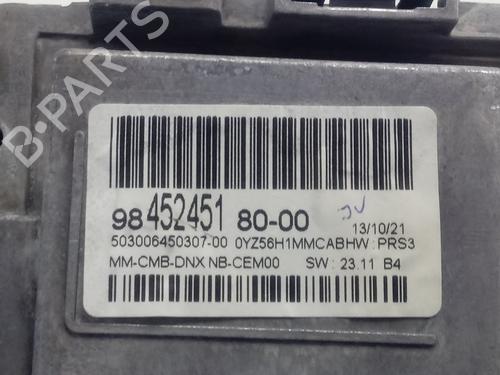 B-PARTS
98 452451 80-00
13/10/21
503006450307-00 0YZ56H1MMCABHW : PRS3
MM-CMB-DNX NB-CEM00 SW : 23.11 B4